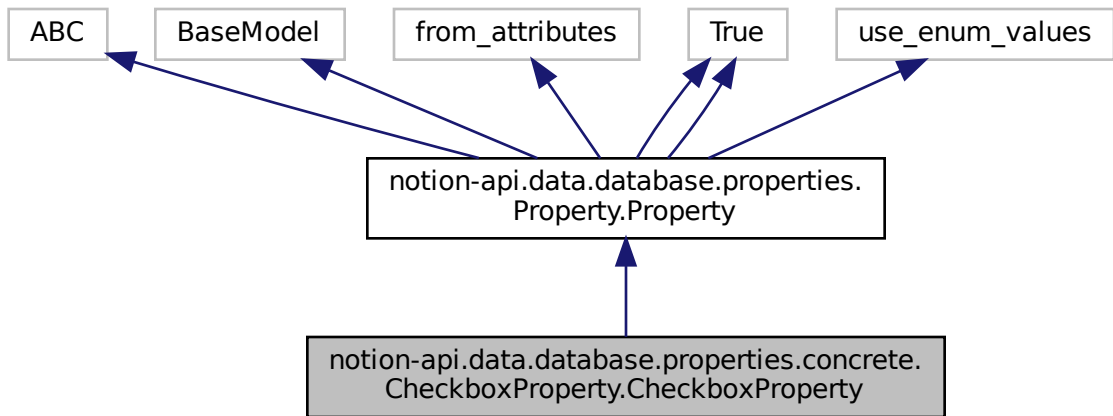 ABC
BaseModel
from_attributes
True
use_enum_values
notion-api.data.database.properties.
Property.Property
notion-api.data.database.properties.concrete.
CheckboxProperty.CheckboxProperty